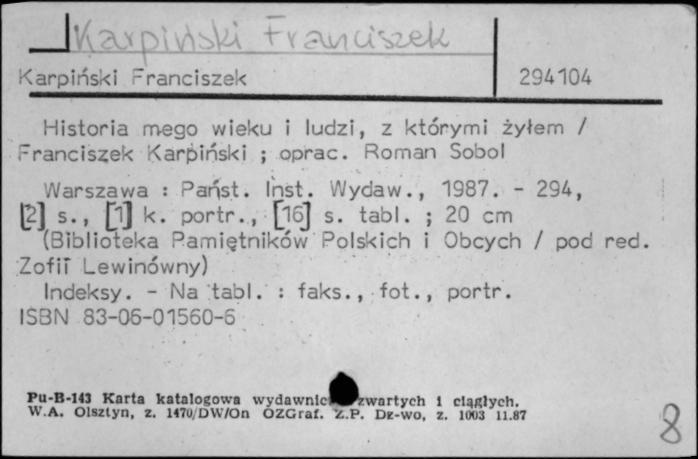 Karpiński Franciszek
Karpiński Franciszek 294104
Historia mego wieku i ludzi, z którymi żyłem /
Franciszek Karpiński ; oprac. Roman Sobol
Warszawa : Państ. Inst. Wydaw., 1987. - 294,
[2] s., [1] k. portr., [16] s. tabl. ; 20 cm
(Biblioteka Pamiętników Polskich i Obcych / pod red.
Zofii Lewinówny)
Indeksy. - Na tabl. : faks., fot., portr.
ISBN 83-06-01560-6
Pu-B-143 Karta katalogowa wydawnic zwartych i ciągłych.
W.A. Olsztyn, z. 1470/DW/On OZGraf. Z.P. Dz-wo, z. 1003 11.87
8